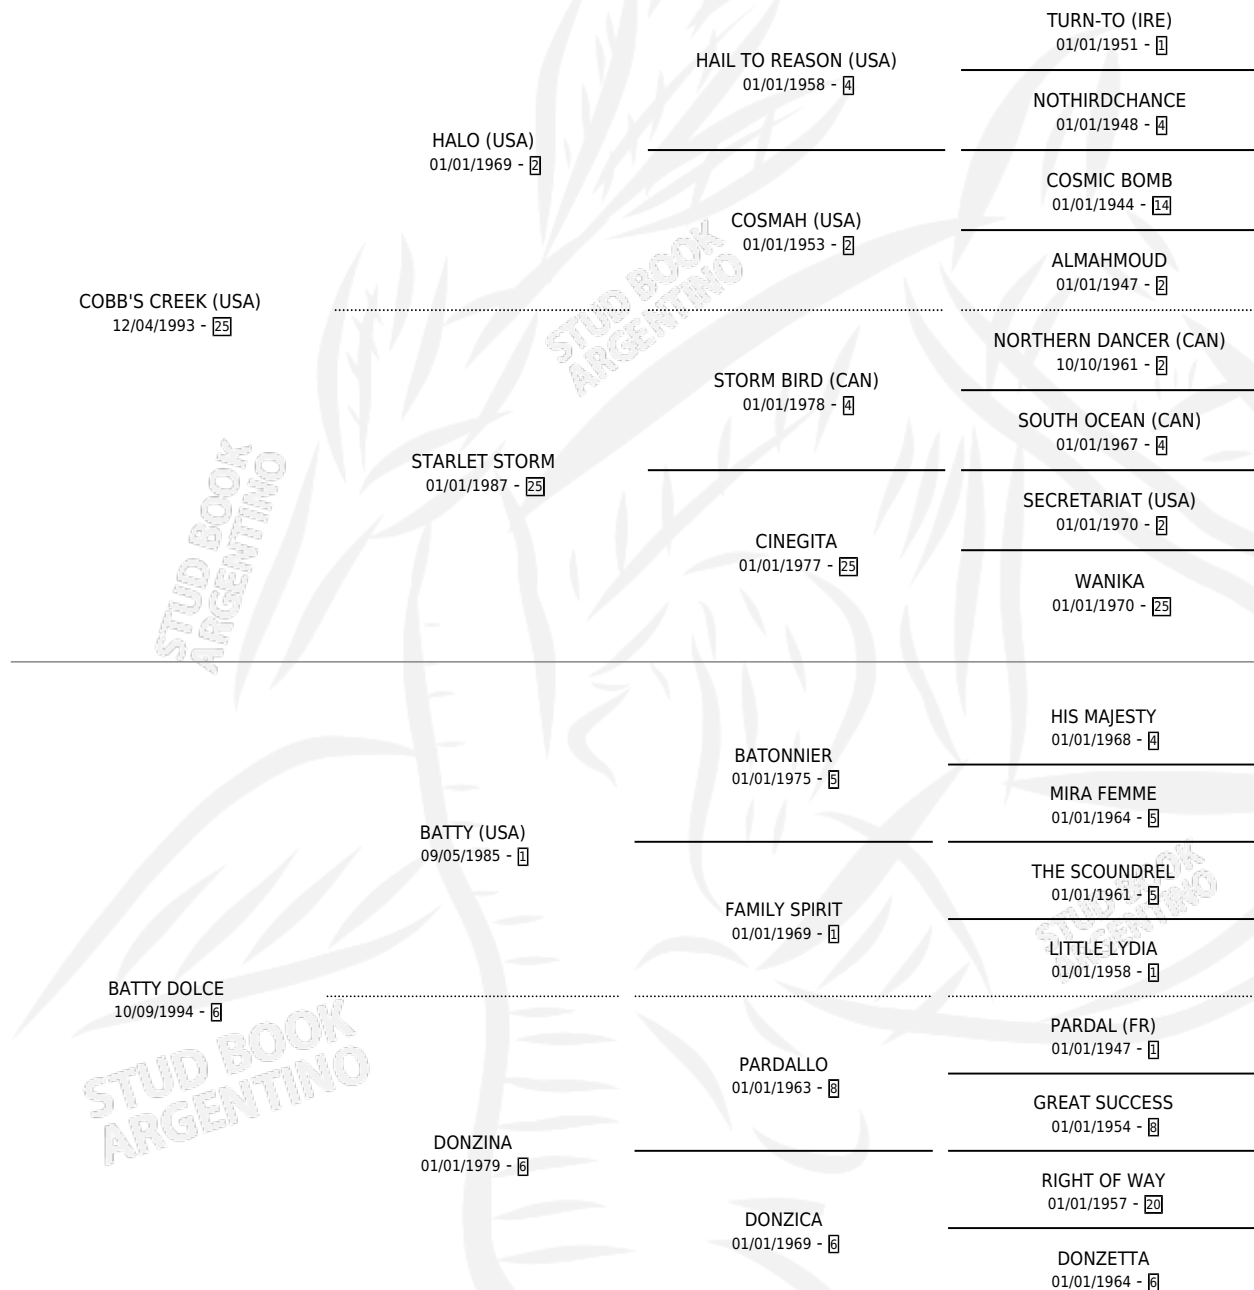 TURN-TO (IRE)
01/01/1951 - 1
HAIL TO REASON (USA)
01/01/1958 - 4
NOTHIRDCHANCE
01/01/1948 - 4
HALO (USA)
01/01/1969 - 2
COSMIC BOMB
01/01/1944 - 14
COSMAH (USA)
01/01/1953 - 2
ALMAHMOUD
01/01/1947 - 2
COBB'S CREEK (USA)
12/04/1993 - 25
NORTHERN DANCER (CAN)
10/10/1961 - 2
STORM BIRD (CAN)
01/01/1978 - 4
SOUTH OCEAN (CAN)
01/01/1967 - 4
STARLET STORM
01/01/1987 - 25
SECRETARIAT (USA)
01/01/1970 - 2
CINEGITA
01/01/1977 - 25
WANIKA
01/01/1970 - 25
HIS MAJESTY
01/01/1968 - 4
BATONNIER
01/01/1975 - 5
MIRA FEMME
01/01/1964 - 5
BATTY (USA)
09/05/1985 - 1
THE SCOUNDREL
01/01/1961 - 5
FAMILY SPIRIT
01/01/1969 - 1
LITTLE LYDIA
01/01/1958 - 1
BATTY DOLCE
10/09/1994 - 6
PARDAL (FR)
01/01/1947 - 1
PARDALLO
01/01/1963 - 8
GREAT SUCCESS
01/01/1954 - 8
DONZINA
01/01/1979 - 6
RIGHT OF WAY
01/01/1957 - 20
DONZICA
01/01/1969 - 6
DONZETTA
01/01/1964 - 6
STUD BOOK
ARGENTINO
STUD BOOK
ARGENTINO
STUD BOOK
ARGENTINO
STUD BOOK
ARGENTINO